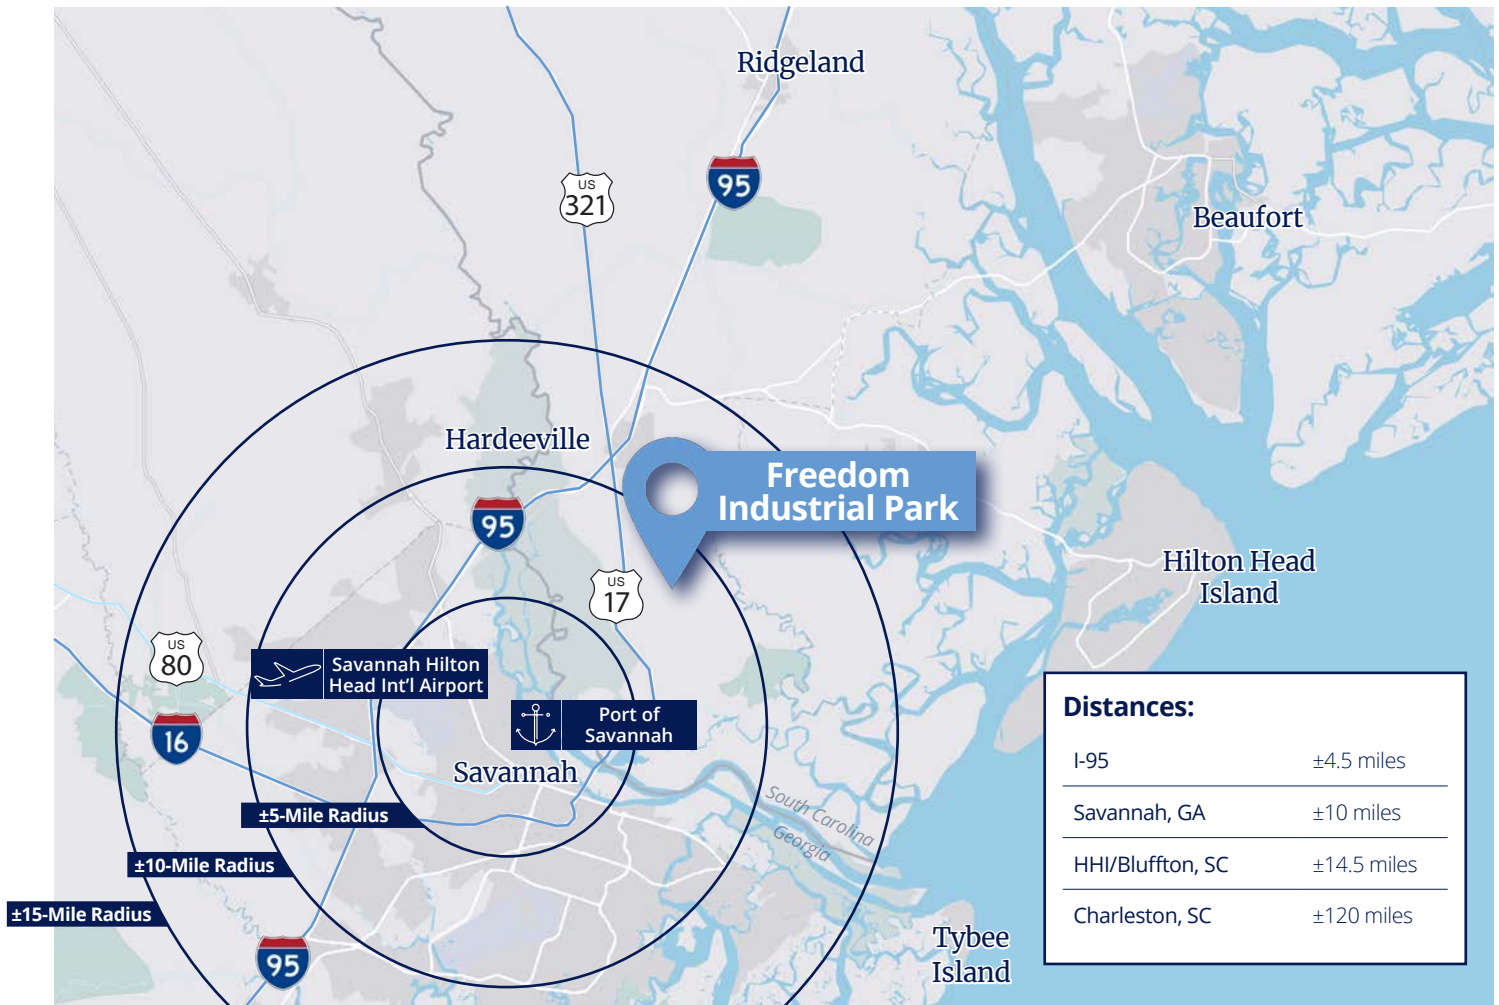 Ridgeland
95
US
321
Beaufort
Hardeeville
Freedom
Industrial Park
95
Hilton Head
Island
US
17
US
80
Savannah Hilton
Head Int'l Airport
16
Port of
Savannah
Savannah
South Carolina
Georgia
±5-Mile Radius
±10-Mile Radius
±15-Mile Radius
95
Tybee
Island
Distances:
I-95 ±4.5 miles
Savannah, GA ±10 miles
HHI/Bluffton, SC ±14.5 miles
Charleston, SC ±120 miles